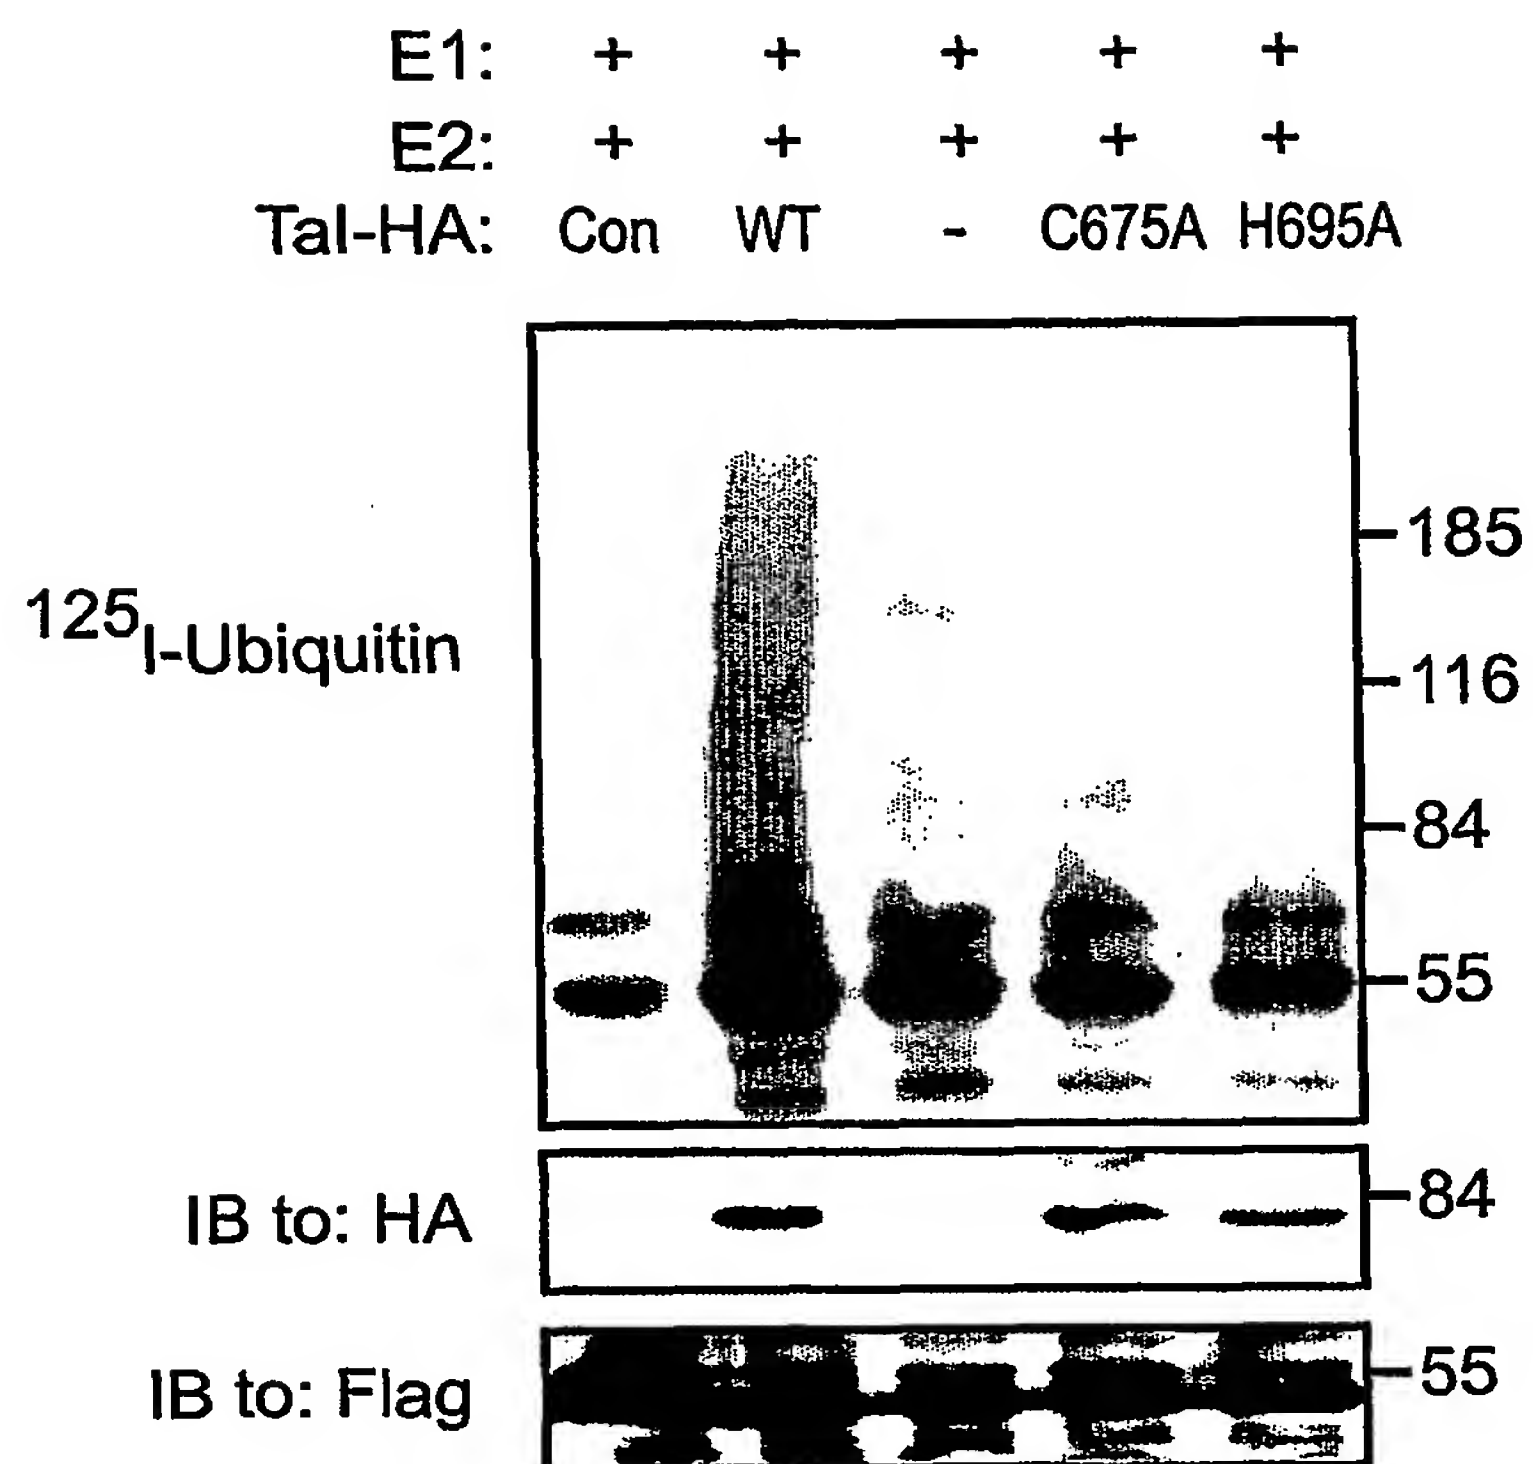 E1: + + + + +
E2: + + + + +
Tal-HA: Con WT - C675A H695A
185
125I-Ubiquitin
116
84
55
IB to: HA 84
IB to: Flag 55